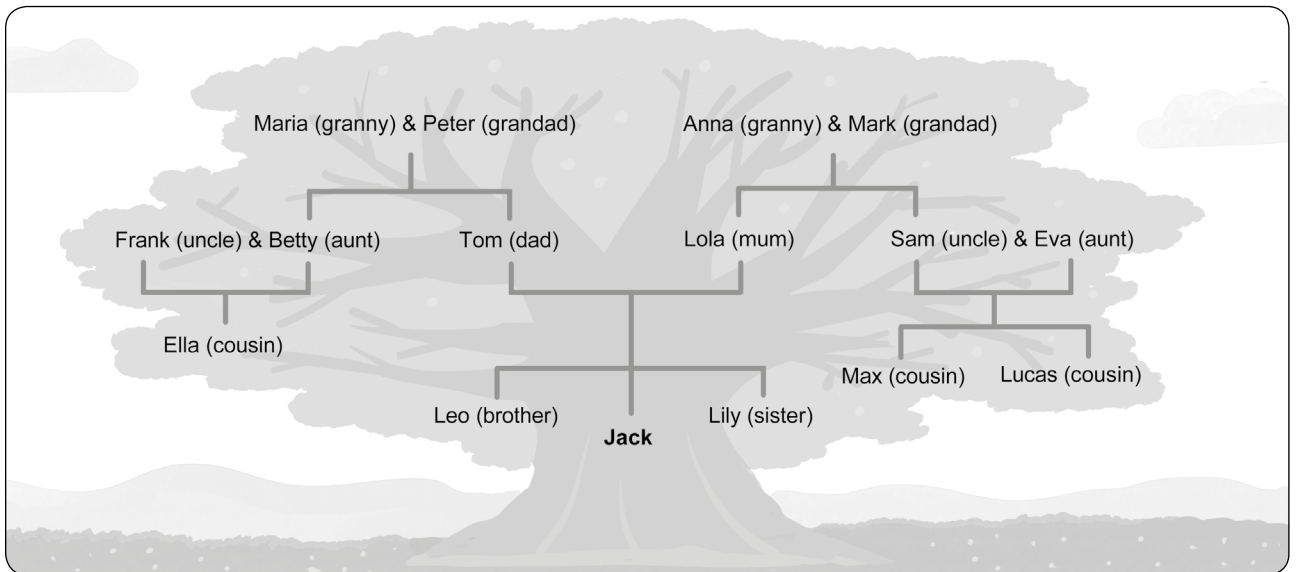 Maria (granny) & Peter (grandad)
Anna (granny) & Mark (grandad)
Frank (uncle) & Betty (aunt)
Tom (dad)
Lola (mum)
Sam (uncle) & Eva (aunt)
Ella (cousin)
Max (cousin)
Lucas (cousin)
Leo (brother)
Jack
Lily (sister)